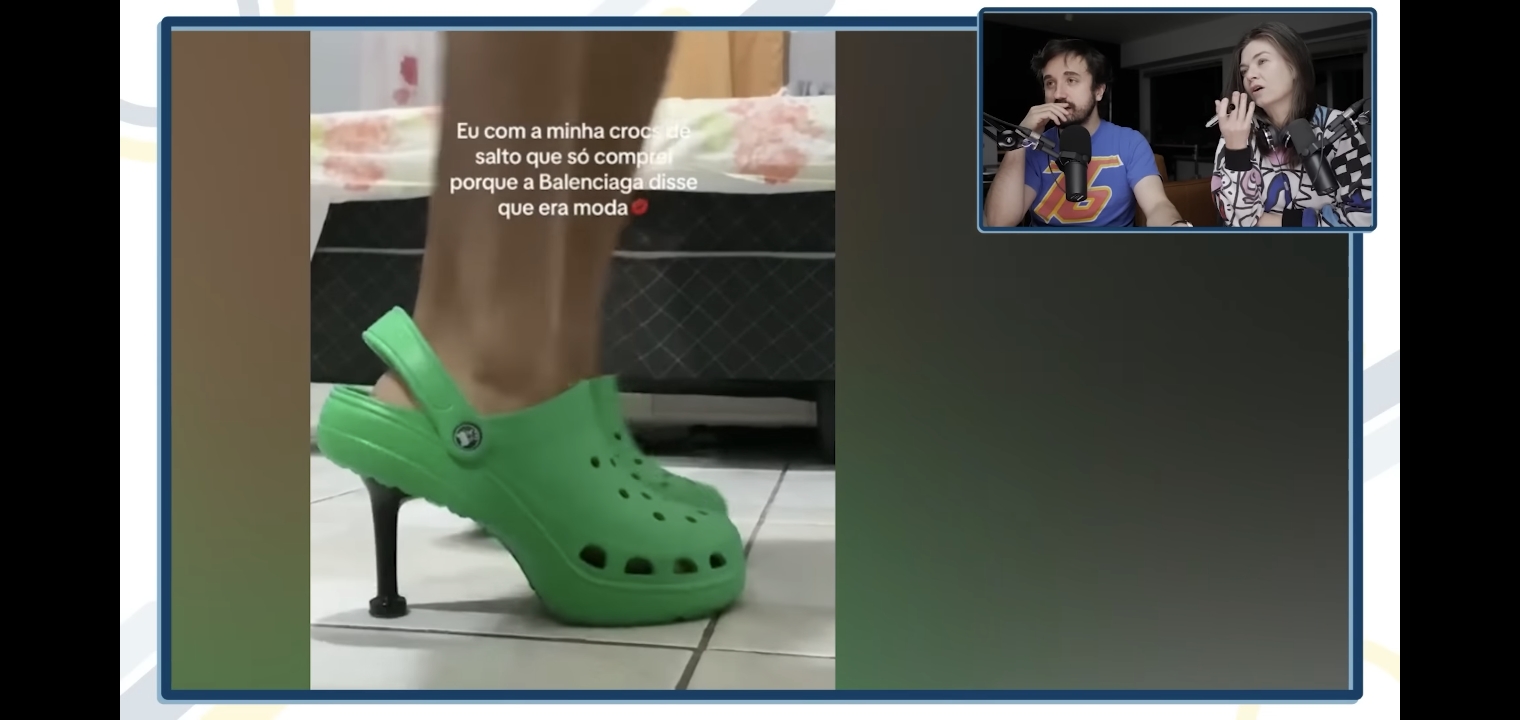 Eu com a minha crocs de
salto que só comprei
porque a Balenciaga disse
que era moda💋